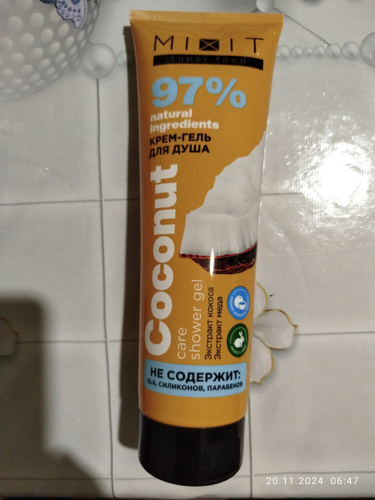 MIXIT
super food
97%
natural
ingredients
КРЕМ-ГЕЛЬ
ДЛЯ ДУША
Coconut
care
shower gel
Экстракт кокоса
Экстракт меда
НЕ СОДЕРЖИТ:
SLS, СИЛИКОНОВ, ПАРАБЕНОВ
20.11.2024 06:47